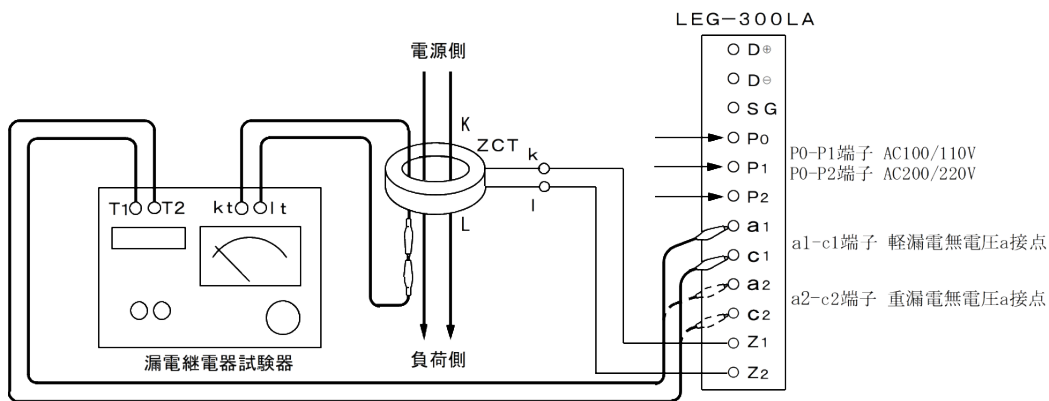 LEG-300LA
電源側
D⊕
D⊖
SG
K
ZCT
P0
k
P0-P1端子 AC100/110V
P1
P0-P2端子 AC200/220V
l
P2
T1 T2 kt lt
L
a1
a1-c1端子 軽漏電無電圧a接点
c1
a2
a2-c2端子 重漏電無電圧a接点
c2
負荷側
Z1
漏電継電器試験器
Z2